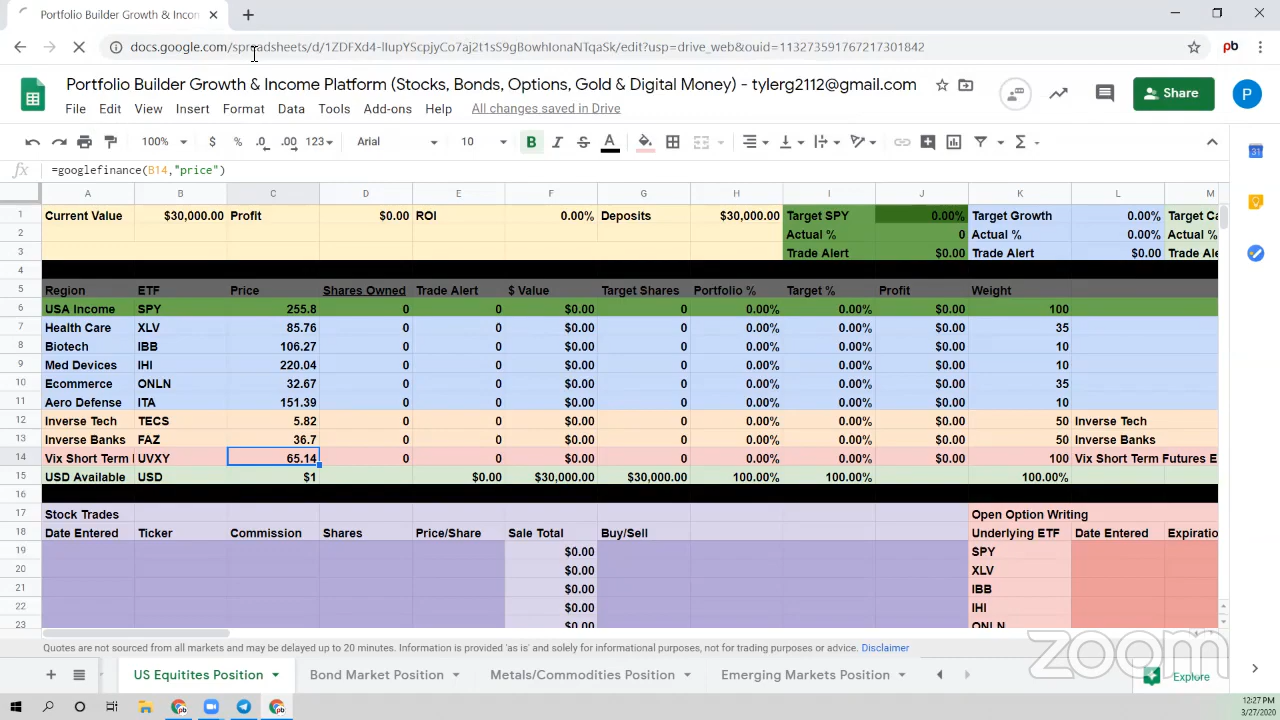 Portfolio Builder Growth & Incon
docs.google.com/spreadsheets/d/1ZDFXd4-lIupYScpjyCo7aj2t1sS9gBowhIonaNTqaSk/edit?usp=drive_web&ouid=113273591767217301842
pb
Portfolio Builder Growth & Income Platform (Stocks, Bonds, Options, Gold & Digital Money) - tylerg2112@gmail.com
Share
P
File Edit View Insert Format Data Tools Add-ons Help All changes saved in Drive
100% $ % .0 .00 123 Arial 10 B I S A Σ
31
fx =googlefinance(B14,"price")
A B C D E F G H I J K L M
1 Current Value $30,000.00 Profit $0.00 ROI 0.00% Deposits $30,000.00 Target SPY 0.00% Target Growth 0.00% Target Ca
2 Actual % 0 Actual % 0.00% Actual %
3 Trade Alert $0.00 Trade Alert $0.00 Trade Ale
4
5 Region ETF Price Shares Owned Trade Alert $ Value Target Shares Portfolio % Target % Profit Weight
6 USA Income SPY 255.8 0 0 $0.00 0 0.00% 0.00% $0.00 100
7 Health Care XLV 85.76 0 0 $0.00 0 0.00% 0.00% $0.00 35
8 Biotech IBB 106.27 0 0 $0.00 0 0.00% 0.00% $0.00 10
9 Med Devices IHI 220.04 0 0 $0.00 0 0.00% 0.00% $0.00 10
10 Ecommerce ONLN 32.67 0 0 $0.00 0 0.00% 0.00% $0.00 35
11 Aero Defense ITA 151.39 0 0 $0.00 0 0.00% 0.00% $0.00 10
12 Inverse Tech TECS 5.82 0 0 $0.00 0 0.00% 0.00% $0.00 50 Inverse Tech
13 Inverse Banks FAZ 36.7 0 0 $0.00 0 0.00% 0.00% $0.00 50 Inverse Banks
14 Vix Short Term UVXY 65.14 0 0 $0.00 0 0.00% 0.00% $0.00 100 Vix Short Term Futures E
15 USD Available USD $1 $0.00 $30,000.00 $30,000.00 100.00% 100.00% 100.00%
16
17 Stock Trades Open Option Writing
18 Date Entered Ticker Commission Shares Price/Share Sale Total Buy/Sell Underlying ETF Date Entered Expiratio
19 $0.00 SPY
20 $0.00 XLV
21 $0.00 IBB
22 $0.00 IHI
23 $0.00 ONLN
Quotes are not sourced from all markets and may be delayed up to 20 minutes. Information is provided 'as is' and solely for informational purposes, not for trading purposes or advice. Disclaimer
zoom
US Equitites Position Bond Market Position Metals/Commodities Position Emerging Markets Position Explore
12:27 PM
3/27/2020